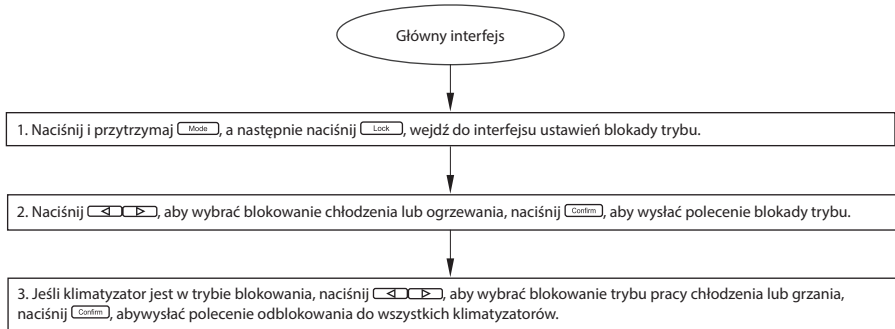 Główny interfejs
1. Naciśnij i przytrzymaj Mode, a następnie naciśnij Lock, wejdź do interfejsu ustawień blokady trybu.
2. Naciśnij ◁ ▷, aby wybrać blokowanie chłodzenia lub ogrzewania, naciśnij Confirm, aby wysłać polecenie blokady trybu.
3. Jeśli klimatyzator jest w trybie blokowania, naciśnij ◁ ▷, aby wybrać blokowanie trybu pracy chłodzenia lub grzania,
naciśnij Confirm, abywysłać polecenie odblokowania do wszystkich klimatyzatorów.